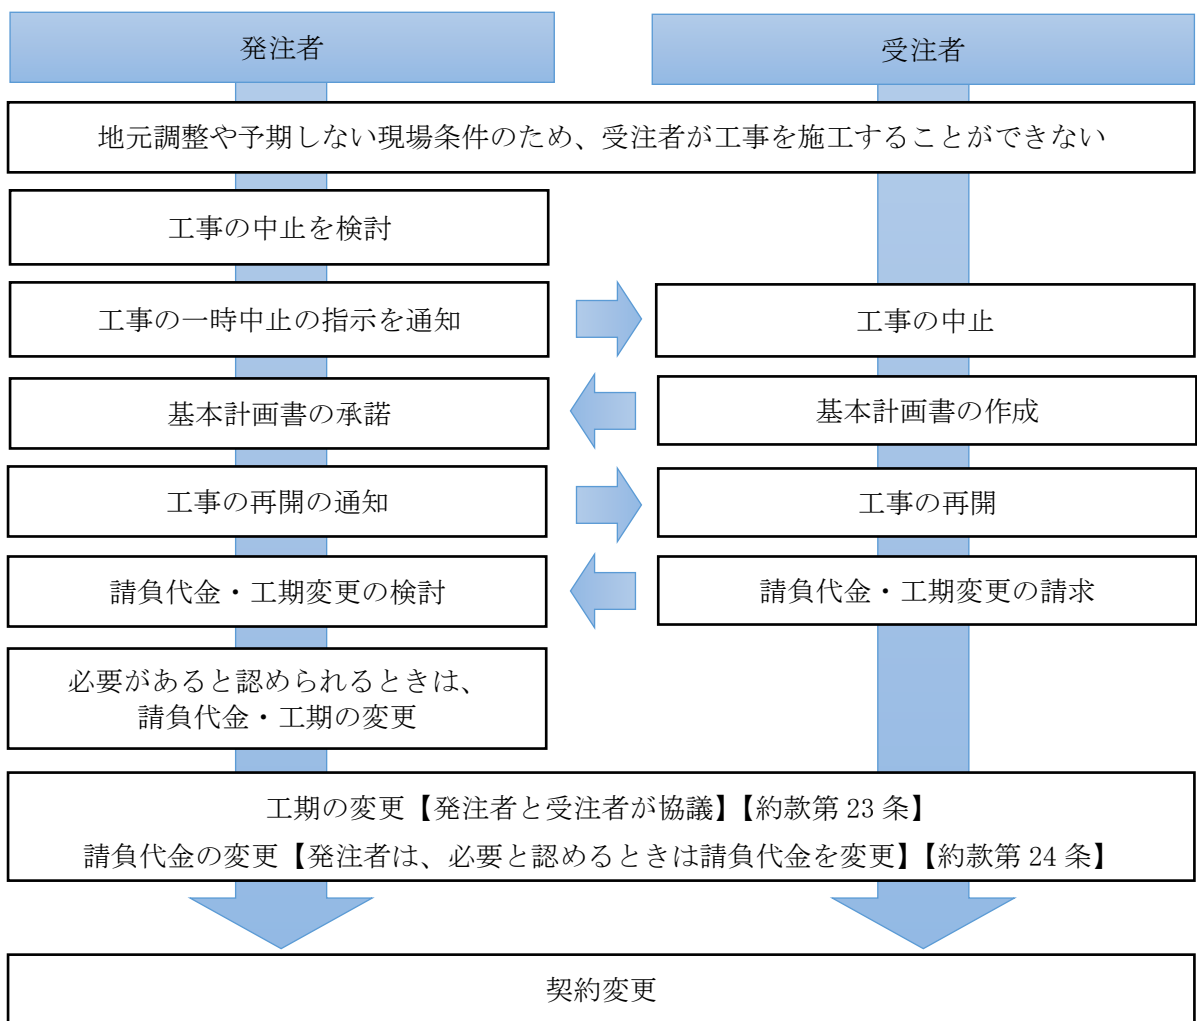 発注者
受注者
地元調整や予期しない現場条件のため、受注者が工事を施工することができない
工事の中止を検討
工事の一時中止の指示を通知
工事の中止
基本計画書の承諾
基本計画書の作成
工事の再開の通知
工事の再開
請負代金・工期変更の検討
請負代金・工期変更の請求
必要があると認められるときは、
請負代金・工期の変更
工期の変更【発注者と受注者が協議】【約款第 23 条】
請負代金の変更【発注者は、必要と認めるときは請負代金を変更】【約款第 24 条】
契約変更